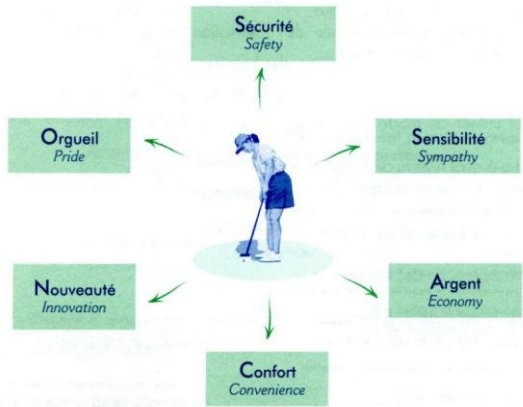 Sécurité
Safety
Orgueil
Pride
Sensibilité
Sympathy
Nouveauté
Innovation
Argent
Economy
Confort
Convenience